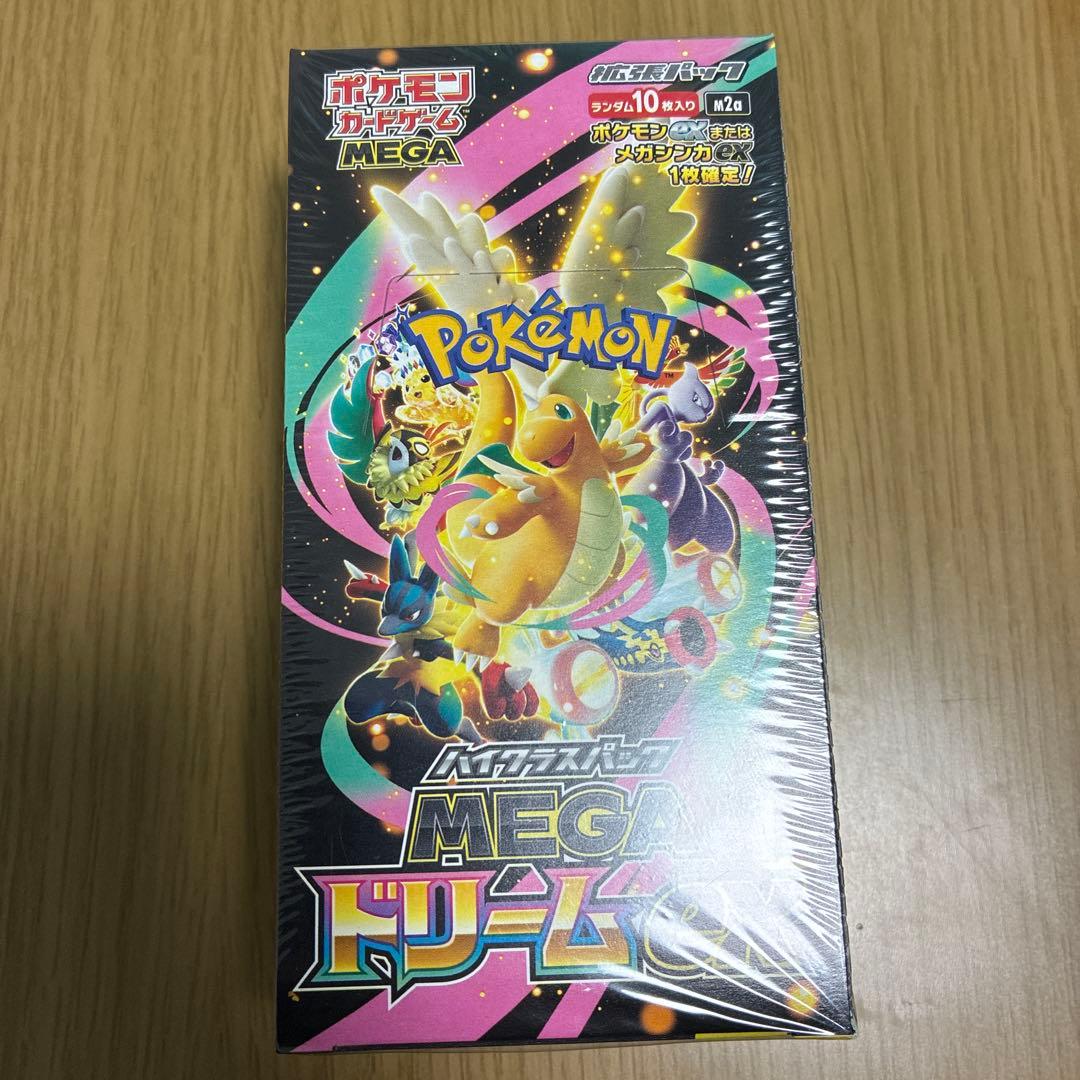 ポケモン
カードゲーム™
MEGA
拡張パック
ランダム10枚入り M2a
ポケモンexまたは
メガシンカex
1枚確定!
POKéMON™
ハイクラスパック
MEGA
ドリームex